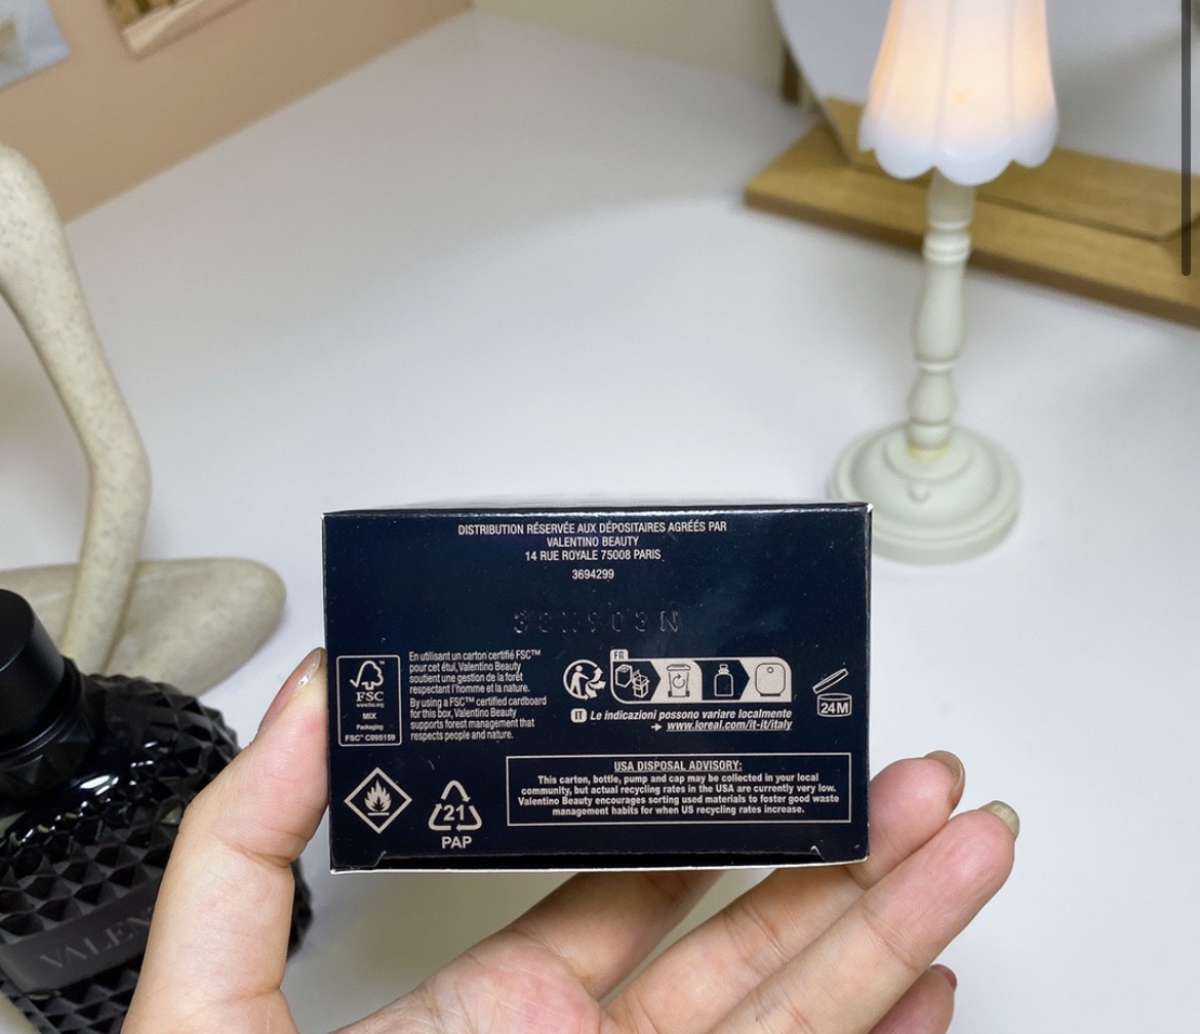 DISTRIBUTION RÉSERVÉE AUX DÉPOSITAIRES AGRÉÉS PAR
VALENTINO BEAUTY
14 RUE ROYALE 75008 PARIS
3694299
En utilisant un carton certifié FSC™
pour cet étui, Valentino Beauty
soutient une gestion de la forêt
respectant l'homme et la nature.
By using a FSC™ certified cardboard
for this box, Valentino Beauty
supports forest management that
respects people and nature.
FSC
www.fsc.org
MIX
Packaging
FSC™ C095159
FR
IT Le indicazioni possono variare localmente
www.loreal.com/it-it/italy
24M
USA DISPOSAL ADVISORY:
This carton, bottle, pump and cap may be collected in your local
community, but actual recycling rates in the USA are currently very low.
Valentino Beauty encourages sorting used materials to foster good waste
management habits for when US recycling rates increase.
21
PAP
VALEN